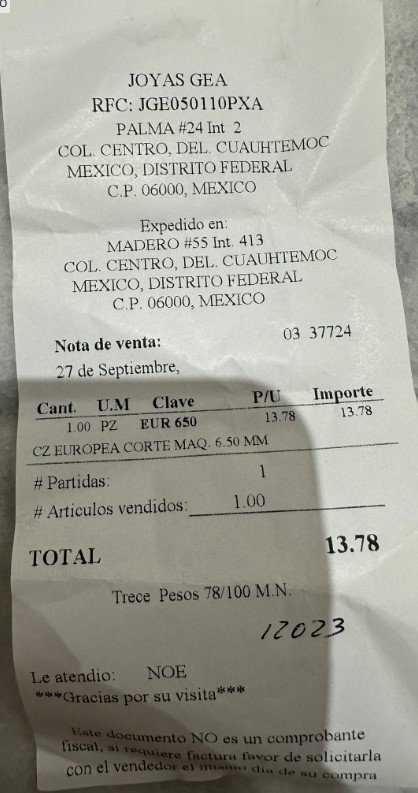 JOYAS GEA
RFC: JGE050110PXA
PALMA #24 Int 2
COL. CENTRO, DEL. CUAUHTEMOC
MEXICO, DISTRITO FEDERAL
C.P. 06000, MEXICO
Expedido en:
MADERO #55 Int. 413
COL. CENTRO, DEL. CUAUHTEMOC
MEXICO, DISTRITO FEDERAL
C.P. 06000, MEXICO
Nota de venta: 03 37724
27 de Septiembre,
Cant. U.M Clave P/U Importe
1.00 PZ EUR 650 13.78 13.78
CZ EUROPEA CORTE MAQ. 6.50 MM
# Partidas: 1
# Articulos vendidos: 1.00
TOTAL 13.78
Trece Pesos 78/100 M.N.
12023
Le atendio: NOE
***Gracias por su visita***
Este documento NO es un comprobante
fiscal, si requiere factura favor de solicitarla
con el vendedor el mismo dia de su compra